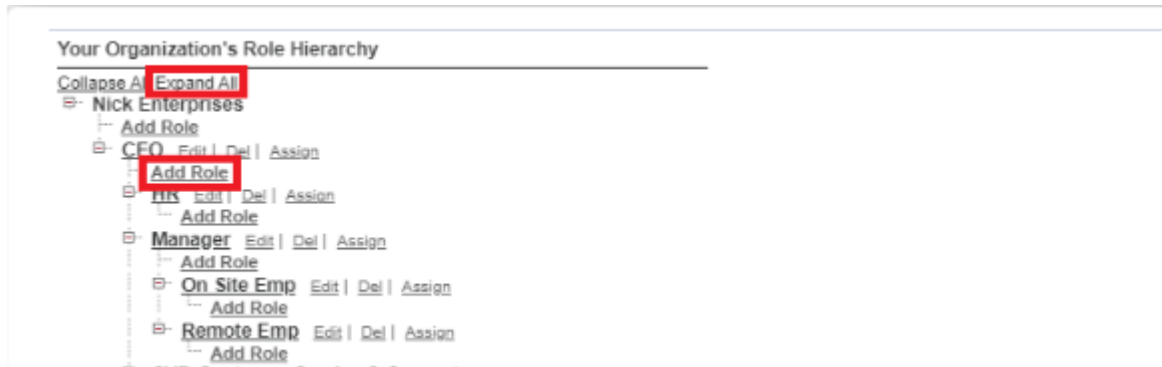 Your Organization's Role Hierarchy
Collapse Al Expand All
Nick Enterprises
Add Role
CEO Edit | Del | Assign
Add Role
HR Edit | Del | Assign
Add Role
Manager Edit | Del | Assign
Add Role
On Site Emp Edit | Del | Assign
Add Role
Remote Emp Edit | Del | Assign
Add Role